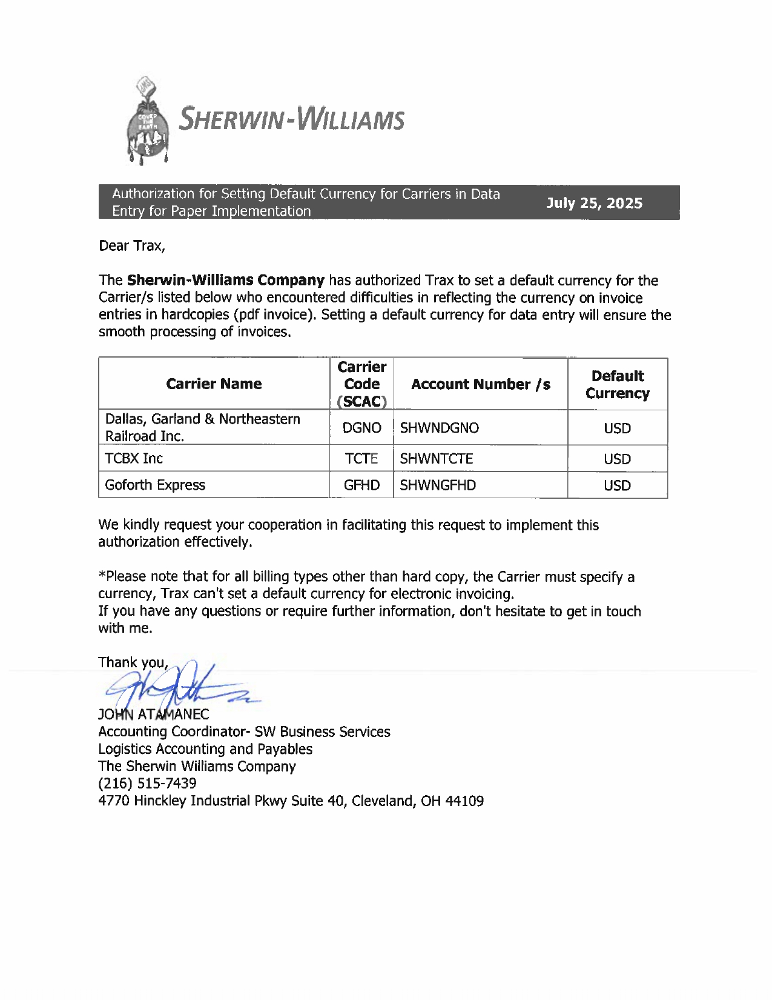 COVER
THE
EARTH
SHERWIN-WILLIAMS
Authorization for Setting Default Currency for Carriers in Data
Entry for Paper Implementation
July 25, 2025
Dear Trax,
The Sherwin-Williams Company has authorized Trax to set a default currency for the
Carrier/s listed below who encountered difficulties in reflecting the currency on invoice
entries in hardcopies (pdf invoice). Setting a default currency for data entry will ensure the
smooth processing of invoices.
Carrier Name
Carrier
Code
(SCAC)
Account Number /s
Default
Currency
Dallas, Garland & Northeastern
Railroad Inc.
DGNO
SHWNDGNO
USD
TCBX Inc
TCTE
SHWNTCTE
USD
Goforth Express
GFHD
SHWNGFHD
USD
We kindly request your cooperation in facilitating this request to implement this
authorization effectively.
*Please note that for all billing types other than hard copy, the Carrier must specify a
currency, Trax can't set a default currency for electronic invoicing.
If you have any questions or require further information, don't hesitate to get in touch
with me.
Thank you,
JOHN ATAMANEC
Accounting Coordinator- SW Business Services
Logistics Accounting and Payables
The Sherwin Williams Company
(216) 515-7439
4770 Hinckley Industrial Pkwy Suite 40, Cleveland, OH 44109